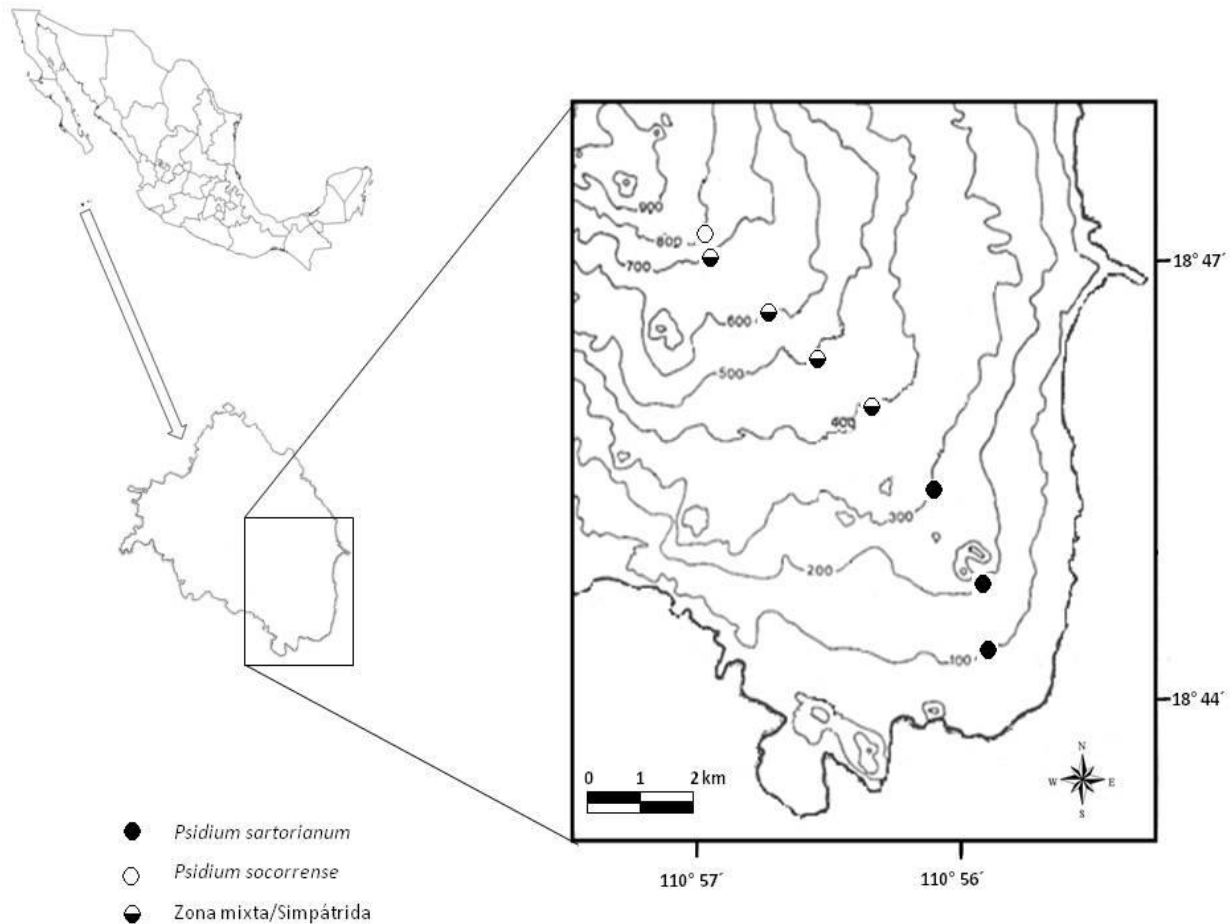 900
800
700
18° 47´
600
500
400
300
200
100
18° 44´
0 1 2 km
N
W E
S
110° 57´ 110° 56´
Psidium sartorianum
Psidium socorrense
Zona mixta/Simpátrida